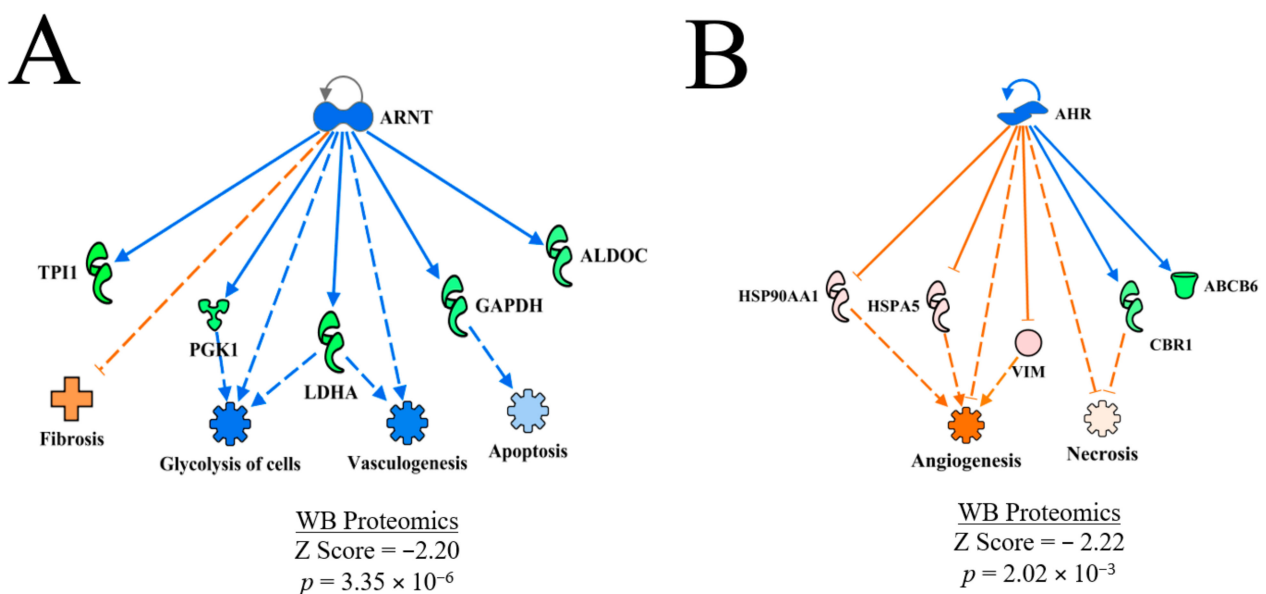 A
B
ARNT
AHR
TPI1
ALDOC
GAPDH
PGK1
LDHA
HSP90AA1
HSPA5
ABCB6
CBR1
VIM
Fibrosis
Glycolysis of cells
Vasculogenesis
Apoptosis
Angiogenesis
Necrosis
WB Proteomics
Z Score = −2.20
p = 3.35 × 10⁻⁶
WB Proteomics
Z Score = − 2.22
p = 2.02 × 10⁻³